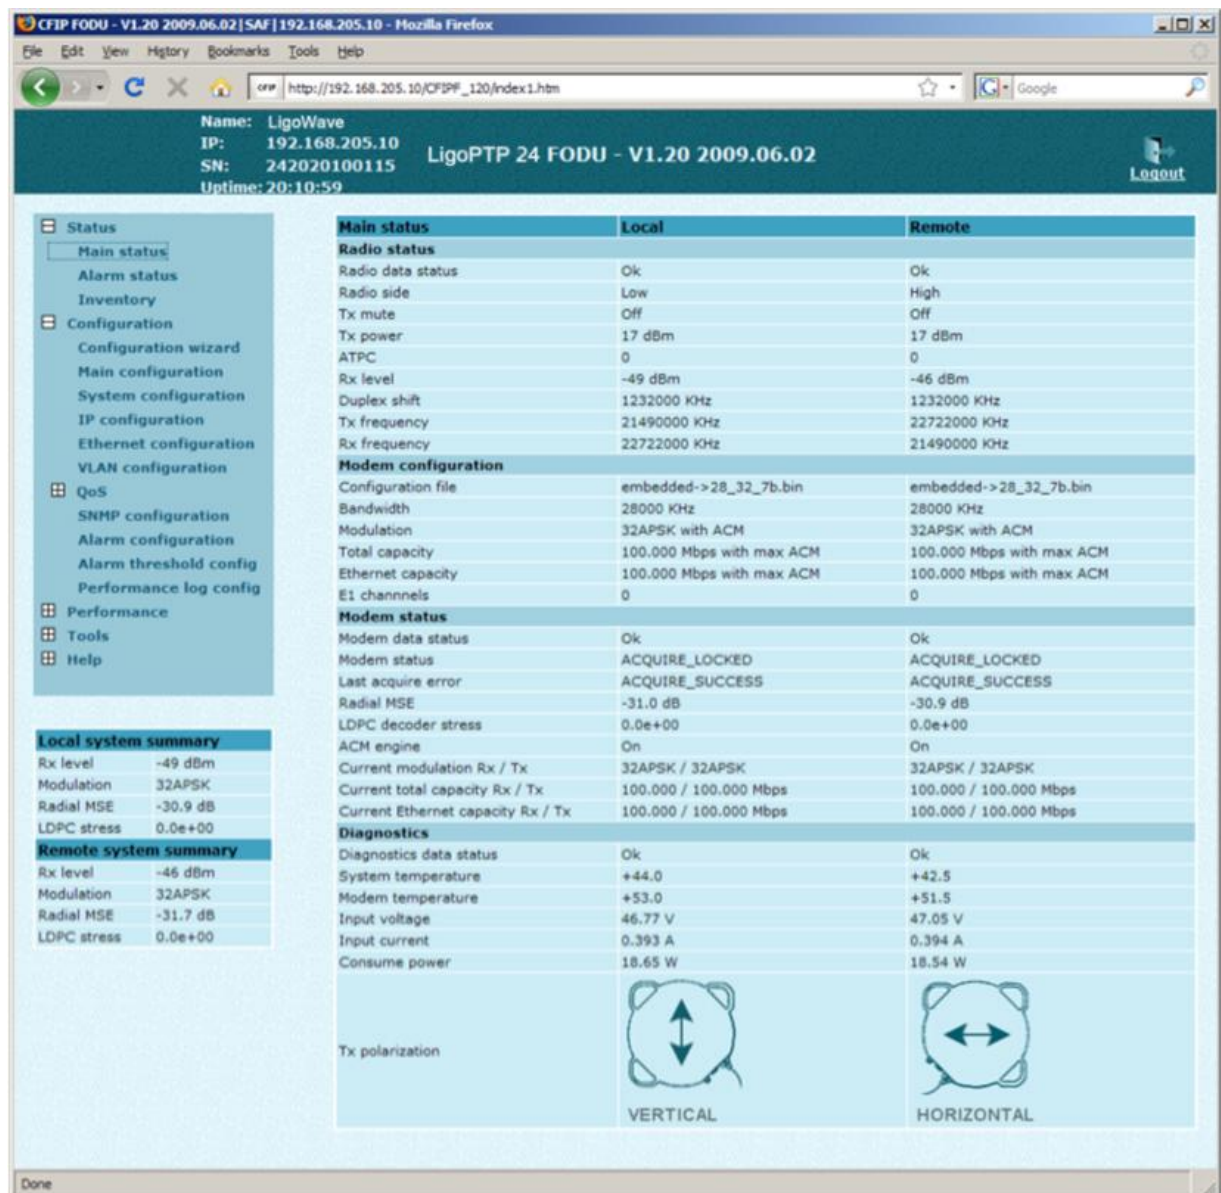 CFIP FODU - V1.20 2009.06.02 | SAF | 192.168.205.10 - Mozilla Firefox
File Edit View History Bookmarks Tools Help
CFIP http://192.168.205.10/CFIPF_120/index1.htm Google
Name: LigoWave
IP: 192.168.205.10
SN: 242020100115
Uptime: 20:10:59
LigoPTP 24 FODU - V1.20 2009.06.02
Logout
Status
Main status
Alarm status
Inventory
Configuration
Configuration wizard
Main configuration
System configuration
IP configuration
Ethernet configuration
VLAN configuration
QoS
SNMP configuration
Alarm configuration
Alarm threshold config
Performance log config
Performance
Tools
Help
Local system summary
Rx level -49 dBm
Modulation 32APSK
Radial MSE -30.9 dB
LDPC stress 0.0e+00
Remote system summary
Rx level -46 dBm
Modulation 32APSK
Radial MSE -31.7 dB
LDPC stress 0.0e+00
Main status Local Remote
Radio status
Radio data status Ok Ok
Radio side Low High
Tx mute Off Off
Tx power 17 dBm 17 dBm
ATPC 0 0
Rx level -49 dBm -46 dBm
Duplex shift 1232000 KHz 1232000 KHz
Tx frequency 21490000 KHz 22722000 KHz
Rx frequency 22722000 KHz 21490000 KHz
Modem configuration
Configuration file embedded->28_32_7b.bin embedded->28_32_7b.bin
Bandwidth 28000 KHz 28000 KHz
Modulation 32APSK with ACM 32APSK with ACM
Total capacity 100.000 Mbps with max ACM 100.000 Mbps with max ACM
Ethernet capacity 100.000 Mbps with max ACM 100.000 Mbps with max ACM
E1 channnels 0 0
Modem status
Modem data status Ok Ok
Modem status ACQUIRE_LOCKED ACQUIRE_LOCKED
Last acquire error ACQUIRE_SUCCESS ACQUIRE_SUCCESS
Radial MSE -31.0 dB -30.9 dB
LDPC decoder stress 0.0e+00 0.0e+00
ACM engine On On
Current modulation Rx / Tx 32APSK / 32APSK 32APSK / 32APSK
Current total capacity Rx / Tx 100.000 / 100.000 Mbps 100.000 / 100.000 Mbps
Current Ethernet capacity Rx / Tx 100.000 / 100.000 Mbps 100.000 / 100.000 Mbps
Diagnostics
Diagnostics data status Ok Ok
System temperature +44.0 +42.5
Modem temperature +53.0 +51.5
Input voltage 46.77 V 47.05 V
Input current 0.393 A 0.394 A
Consume power 18.65 W 18.54 W
Tx polarization
VERTICAL HORIZONTAL
Done